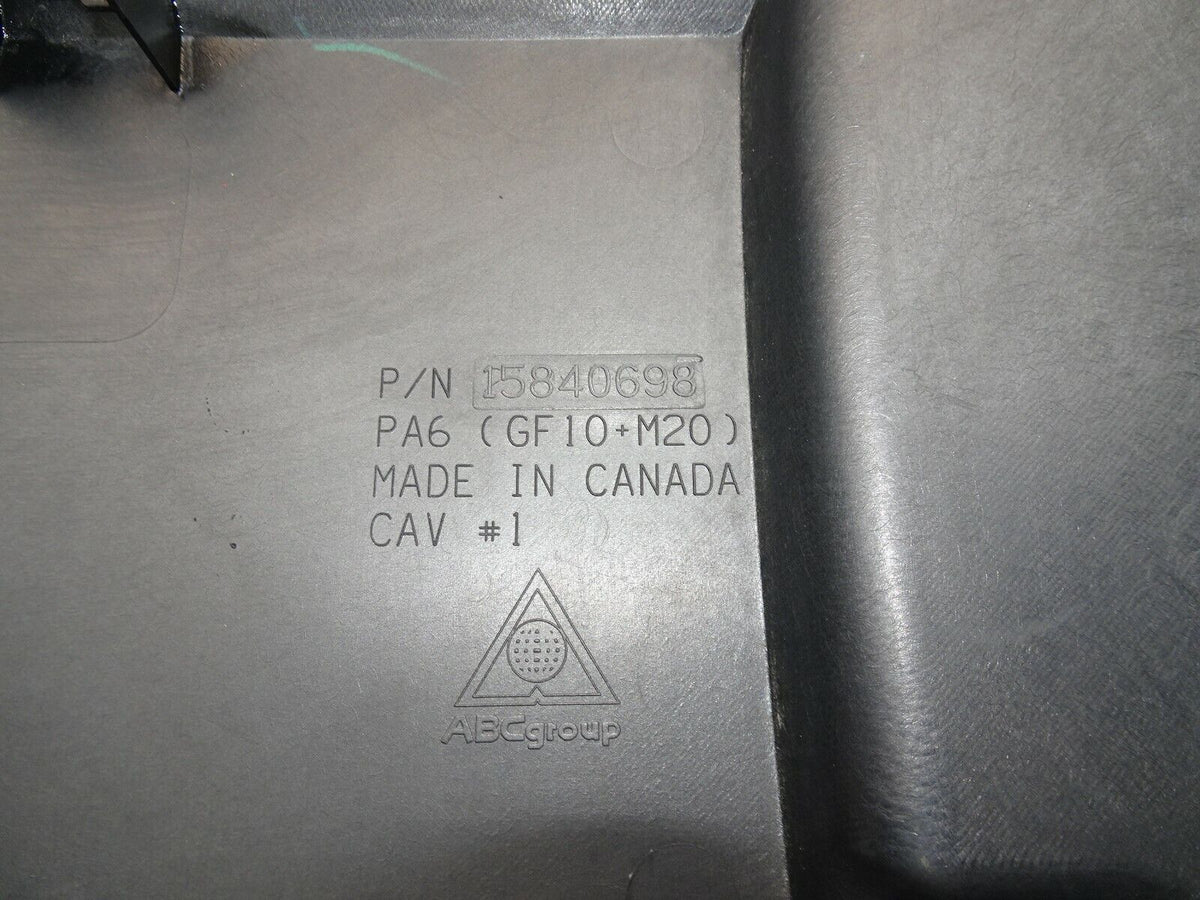 P/N 15840698
PA6 (GF10+M20)
MADE IN CANADA
CAV #1
ABCgroup